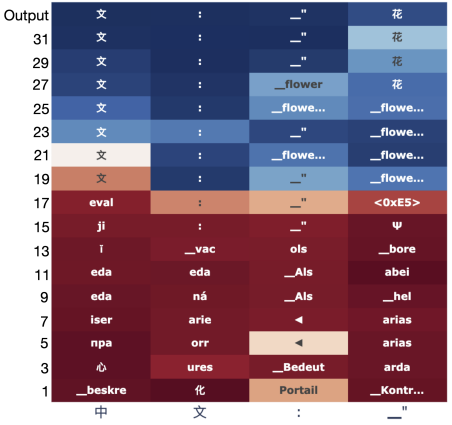 Output 文 : __" 花
31 文 : __" 花
29 文 : __" 花
27 文 : __flower 花
25 文 : __flowe... __flowe...
23 文 : __" __flowe...
21 文 : __flowe... __flowe...
19 文 : __" __flowe...
17 eval : __" <0xE5>
15 ji : __" Ψ
13 ī __vac ols __bore
11 eda eda __Als abei
9 eda ná __Als __hel
7 iser arie ◄ arias
5 npa orr ◄ arias
3 心 ures __Bedeut arda
1 __beskre 化 Portail __Kontr...
中 文 : __"